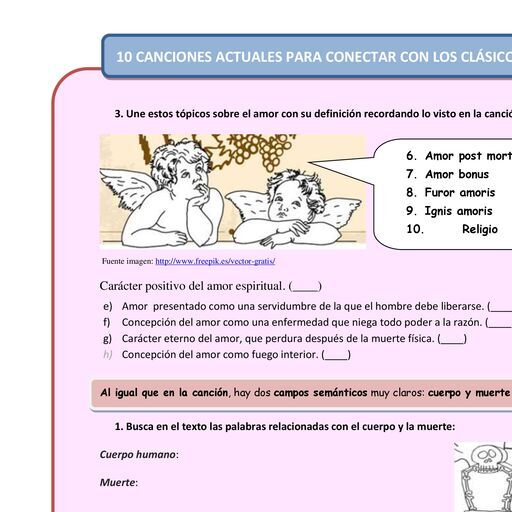 10 CANCIONES ACTUALES PARA CONECTAR CON LOS CLÁSICO
3. Une estos tópicos sobre el amor con su definición recordando lo visto en la canció
6. Amor post mort
7. Amor bonus
8. Furor amoris
9. Ignis amoris
10. Religio
Fuente imagen: http://www.freepik.es/vector-gratis/
Carácter positivo del amor espiritual. (____)
e) Amor presentado como una servidumbre de la que el hombre debe liberarse. (____
f) Concepción del amor como una enfermedad que niega todo poder a la razón. (____
g) Carácter eterno del amor, que perdura después de la muerte física. (____)
h) Concepción del amor como fuego interior. (____)
Al igual que en la canción, hay dos campos semánticos muy claros: cuerpo y muerte
1. Busca en el texto las palabras relacionadas con el cuerpo y la muerte:
Cuerpo humano:
Muerte: